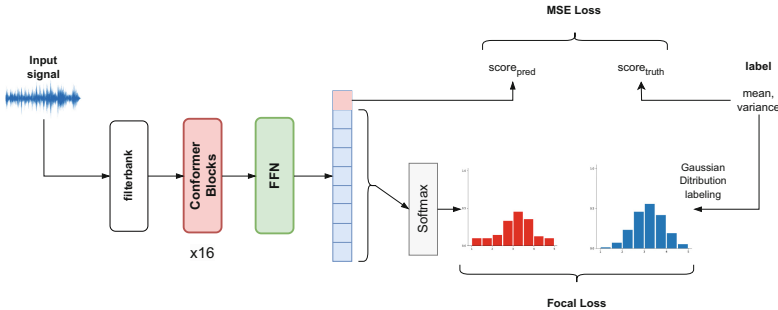 MSE Loss
Input
signal
score_pred
score_truth
label
mean,
variance
filterbank
Conformer
Blocks
FFN
Softmax
Gaussian
Ditribution
labeling
x16
Focal Loss